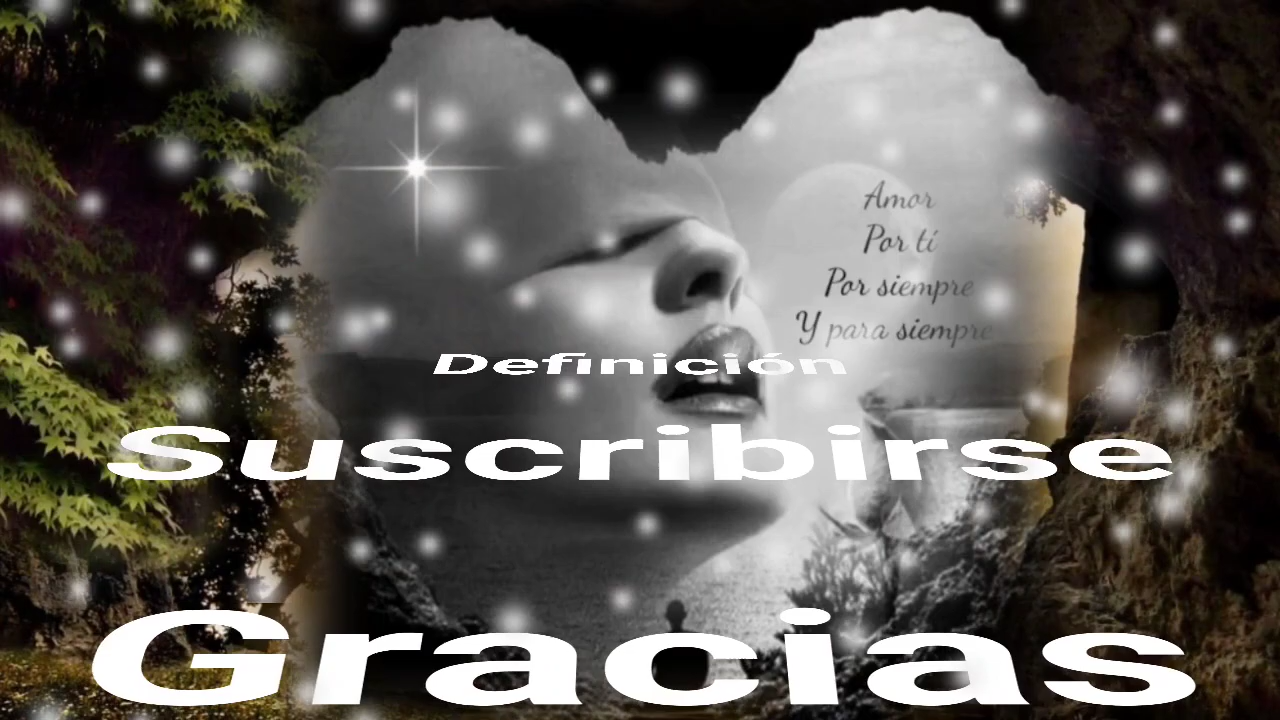 Amor
Por tí
Por siempre
Y para siempre
Definición
Suscribirse
Gracias